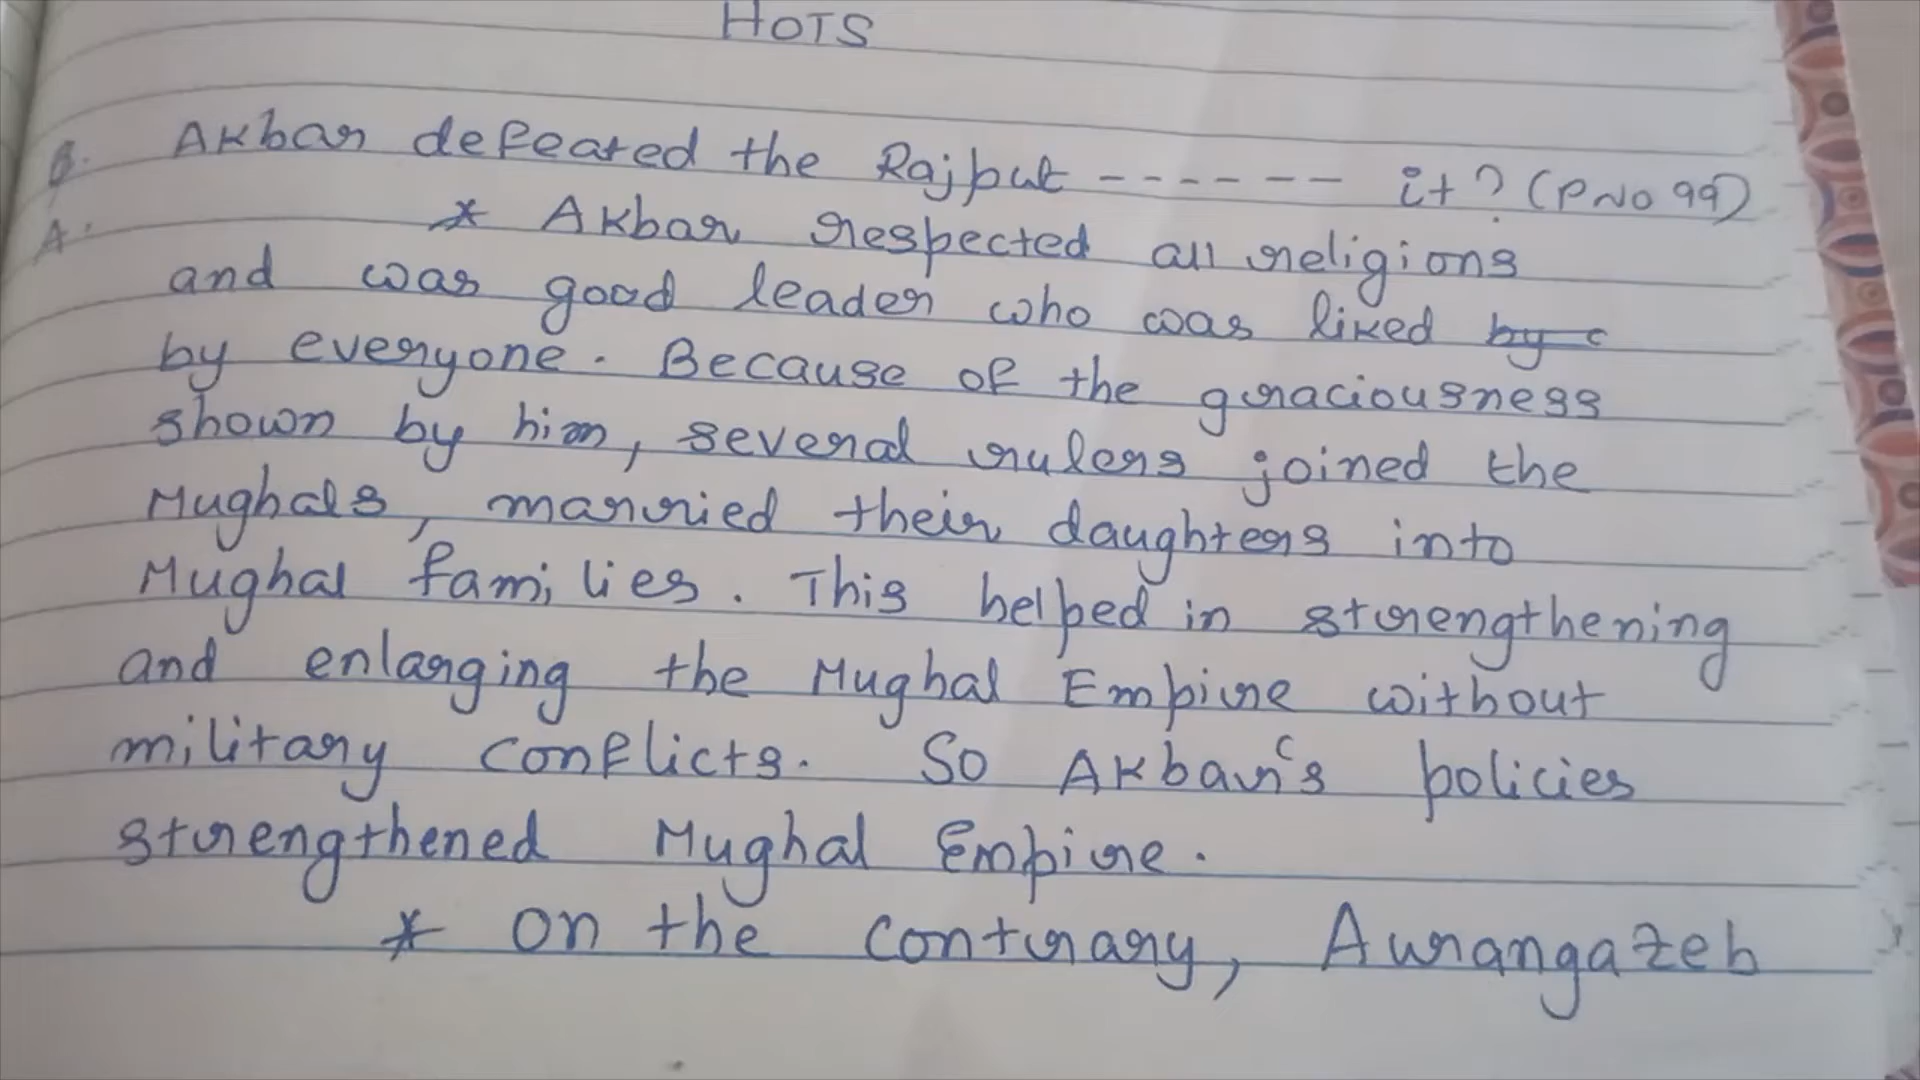 HOTS
Q. Akbar defeated the Rajput ------ it? (P No 99)
A. * Akbar respected all religions
and was good leader who was liked by e
by everyone. Because of the graciousness
shown by him, several rulers joined the
Mughals, married their daughters into
Mughal families. This helped in strengthening
and enlarging the Mughal Empire without
military conflicts. So Akbar's policies
strengthened Mughal Empire.
* On the contrary, Aurangazeb